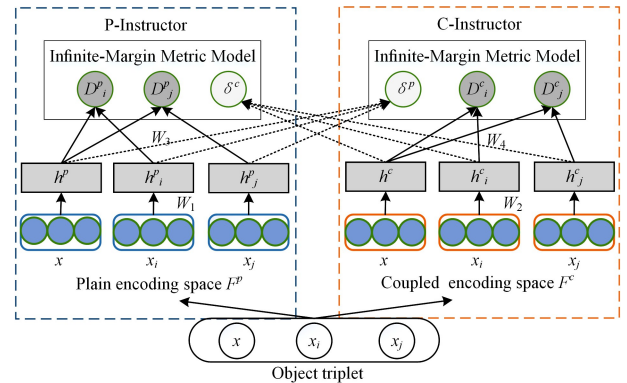 P-Instructor
C-Instructor
Infinite-Margin Metric Model
Infinite-Margin Metric Model
D^p_i
D^p_j
δ^c
δ^p
D^c_i
D^c_j
W_3
W_4
h^p
h^p_i
h^p_j
h^c
h^c_i
h^c_j
W_1
W_2
x
x_i
x_j
x
x_i
x_j
Plain encoding space F^p
Coupled encoding space F^c
x
x_i
x_j
Object triplet